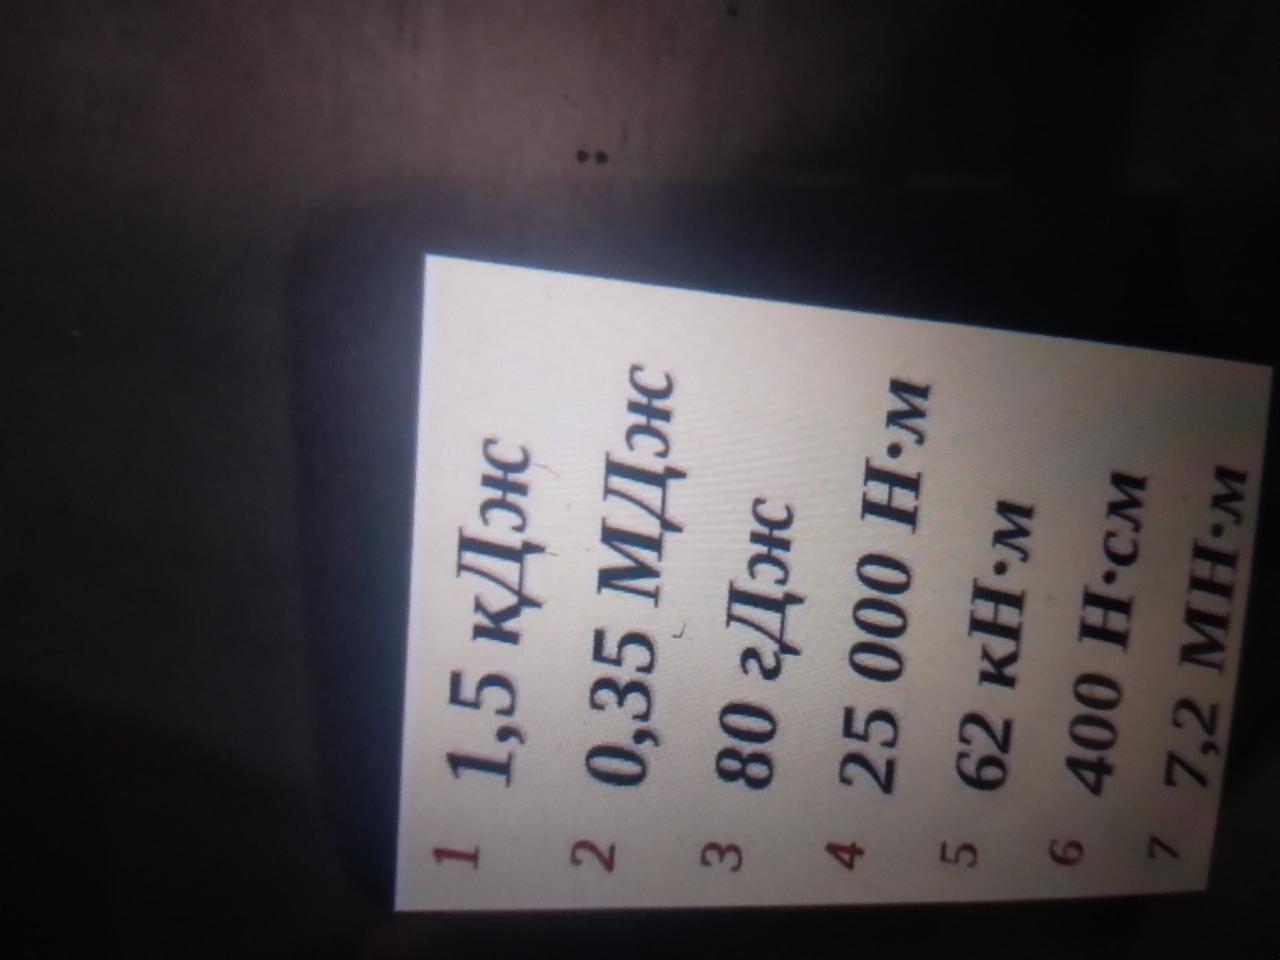 1 1,5 кДж
2 0,35 МДж
3 80 гДж
4 25 000 Н·м
5 62 кН·м
6 400 Н·см
7 7,2 МН·м